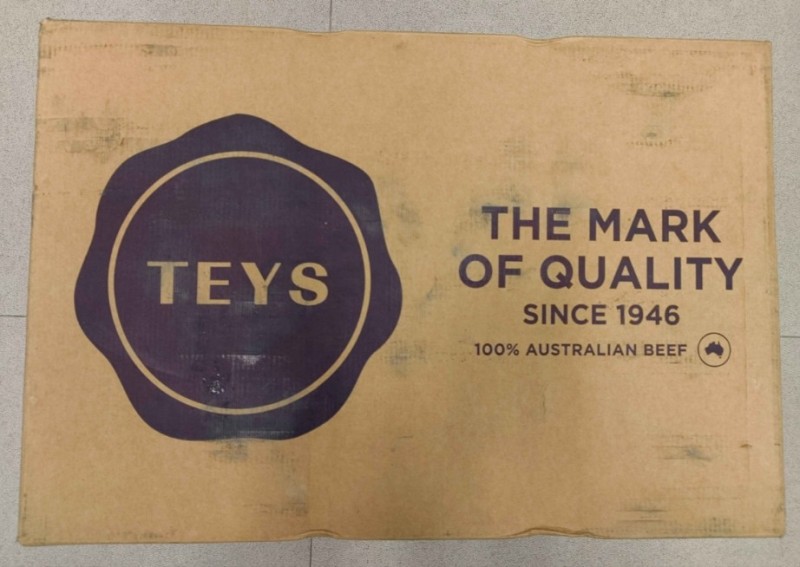 TEYS
THE MARK
OF QUALITY
SINCE 1946
100% AUSTRALIAN BEEF